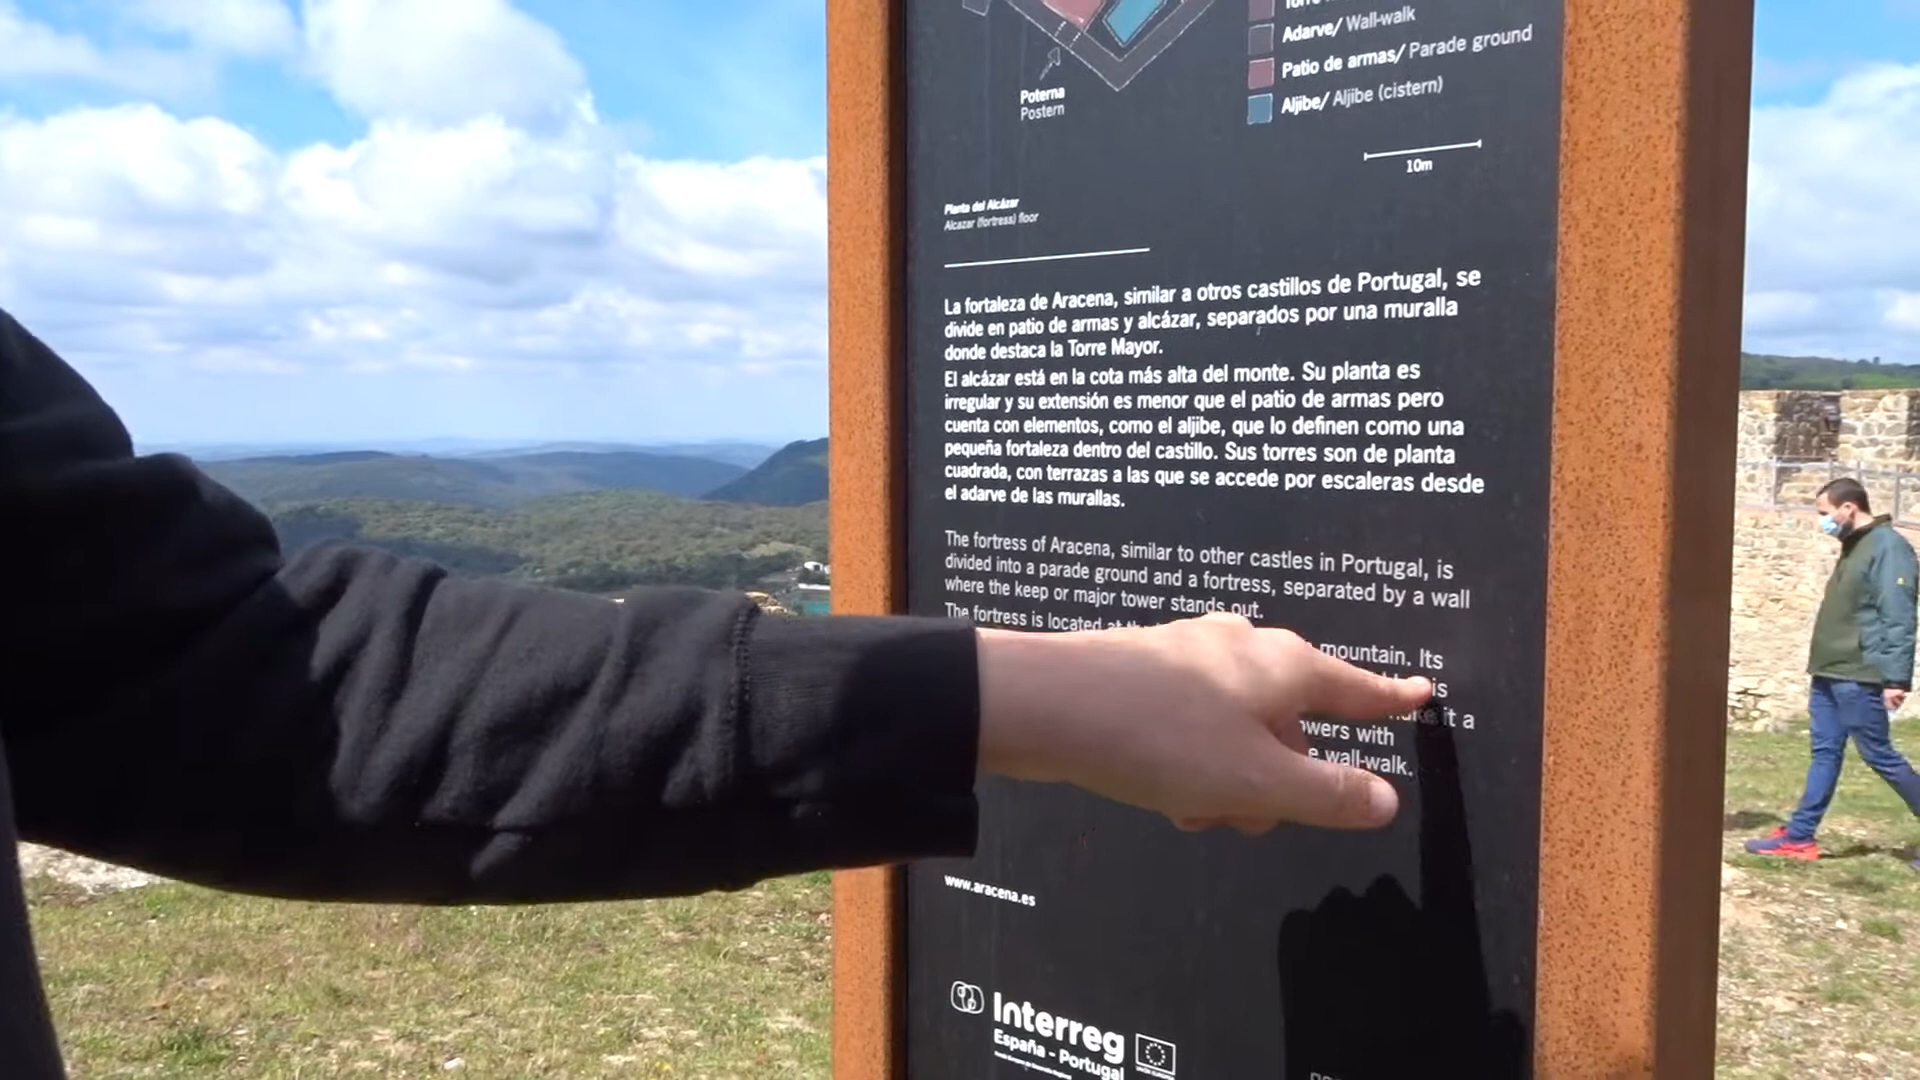 Adarve/ Wall-walk
Patio de armas/ Parade ground
Aljibe/ Aljibe (cistern)
Poterna
Postern
10m
Planta del Alcázar
Alcazar (fortress) floor
La fortaleza de Aracena, similar a otros castillos de Portugal, se
divide en patio de armas y alcázar, separados por una muralla
donde destaca la Torre Mayor.
El alcázar está en la cota más alta del monte. Su planta es
irregular y su extensión es menor que el patio de armas pero
cuenta con elementos, como el aljibe, que lo definen como una
pequeña fortaleza dentro del castillo. Sus torres son de planta
cuadrada, con terrazas a las que se accede por escaleras desde
el adarve de las murallas.
The fortress of Aracena, similar to other castles in Portugal, is
divided into a parade ground and a fortress, separated by a wall
where the keep or major tower stands out.
The fortress is located at mountain. Its
is
it a
with
wall-walk.
www.aracena.es
Interreg
España - Portugal